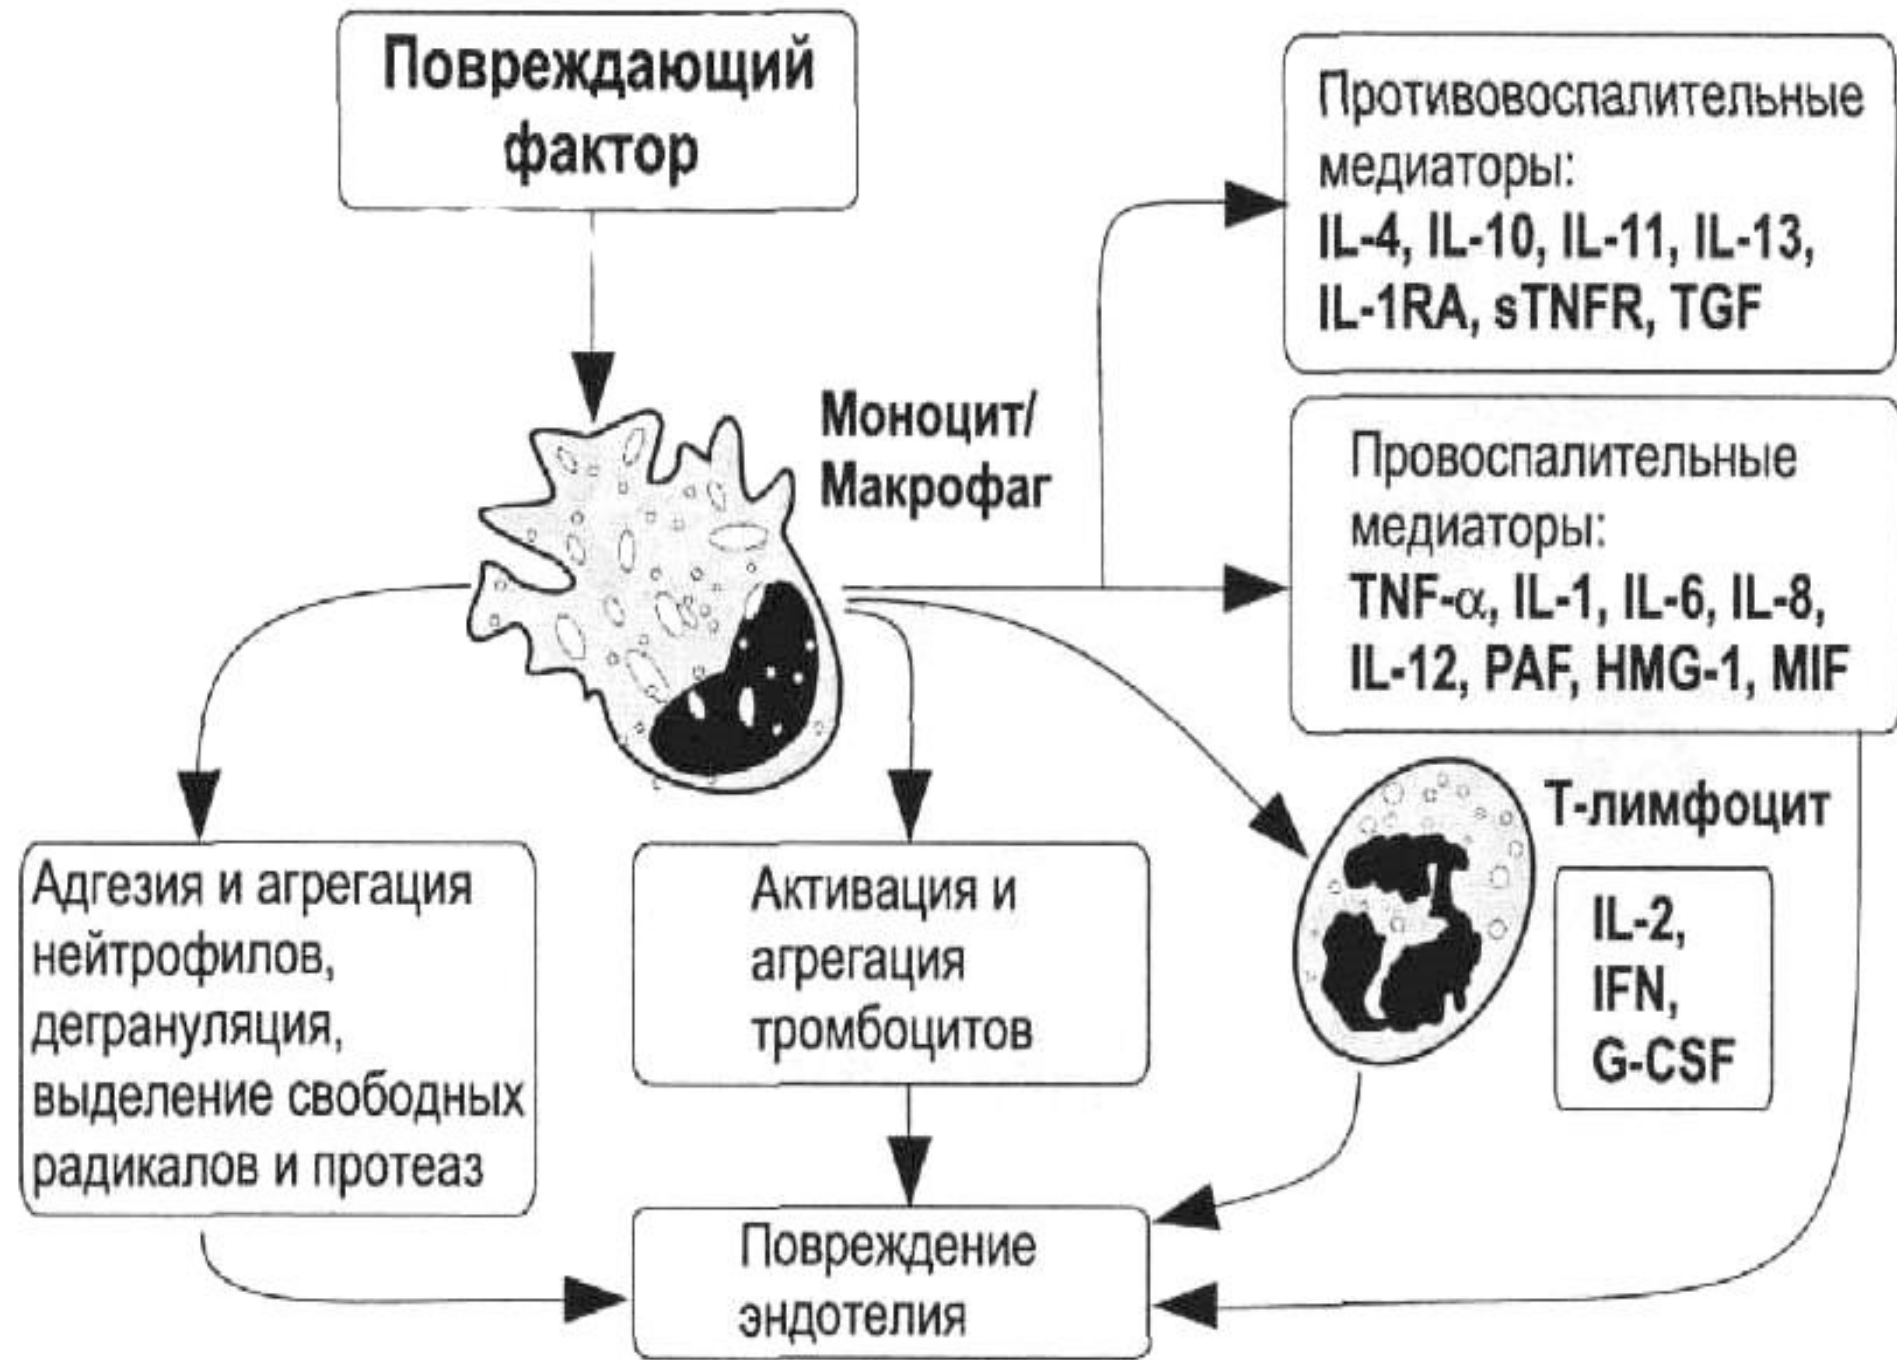 Повреждающий
фактор
Противовоспалительные
медиаторы:
IL-4, IL-10, IL-11, IL-13,
IL-1RA, sTNFR, TGF
Моноцит/
Макрофаг
Провоспалительные
медиаторы:
TNF-α, IL-1, IL-6, IL-8,
IL-12, PAF, HMG-1, MIF
Т-лимфоцит
IL-2,
IFN,
G-CSF
Адгезия и агрегация
нейтрофилов,
дегрануляция,
выделение свободных
радикалов и протеаз
Активация и
агрегация
тромбоцитов
Повреждение
эндотелия